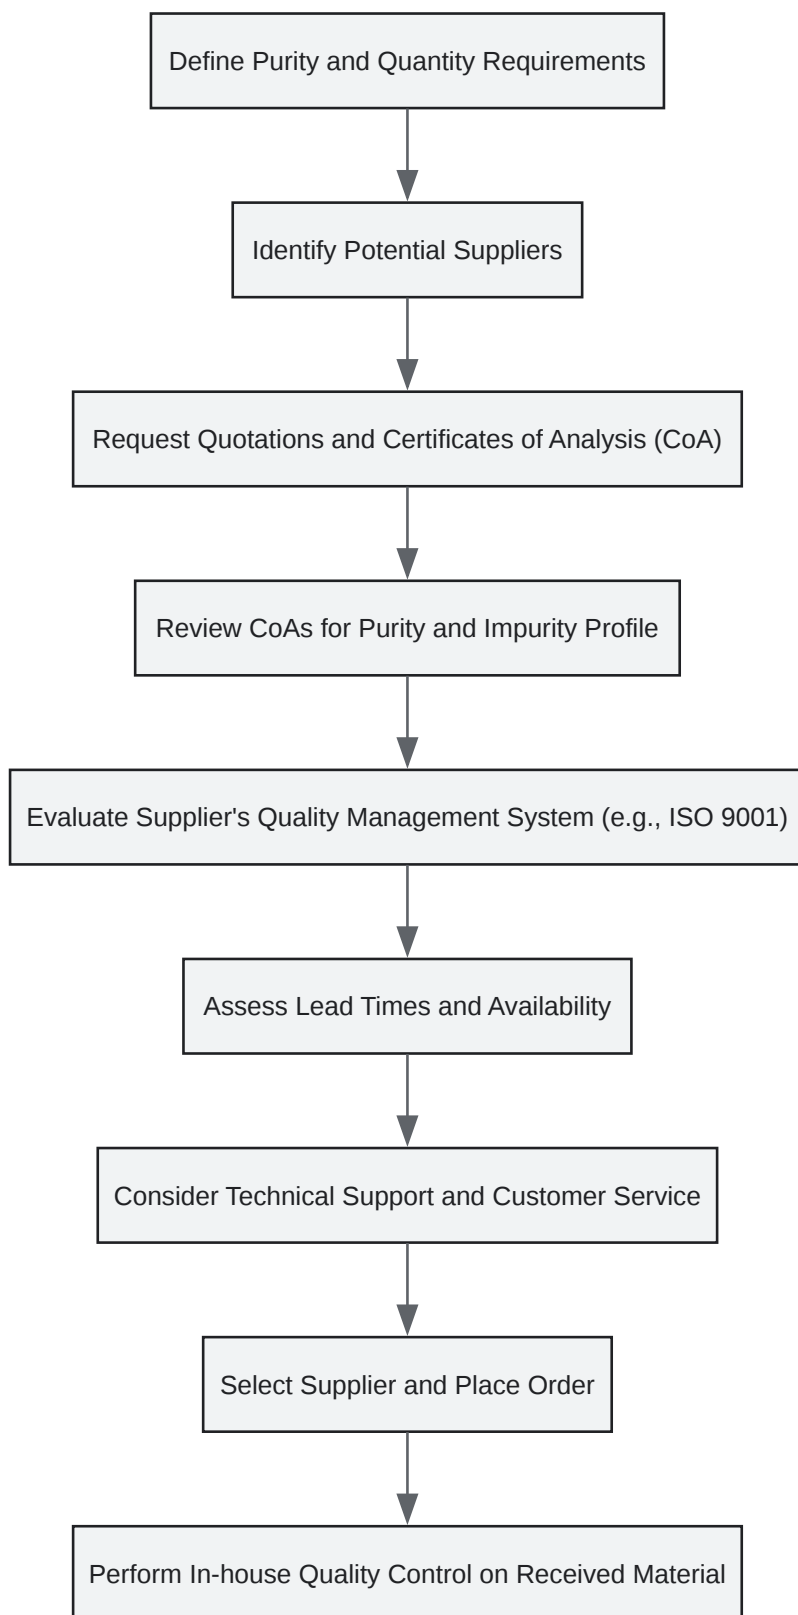 Define Purity and Quantity Requirements
Identify Potential Suppliers
Request Quotations and Certificates of Analysis (CoA)
Review CoAs for Purity and Impurity Profile
Evaluate Supplier's Quality Management System (e.g., ISO 9001)
Assess Lead Times and Availability
Consider Technical Support and Customer Service
Select Supplier and Place Order
Perform In-house Quality Control on Received Material